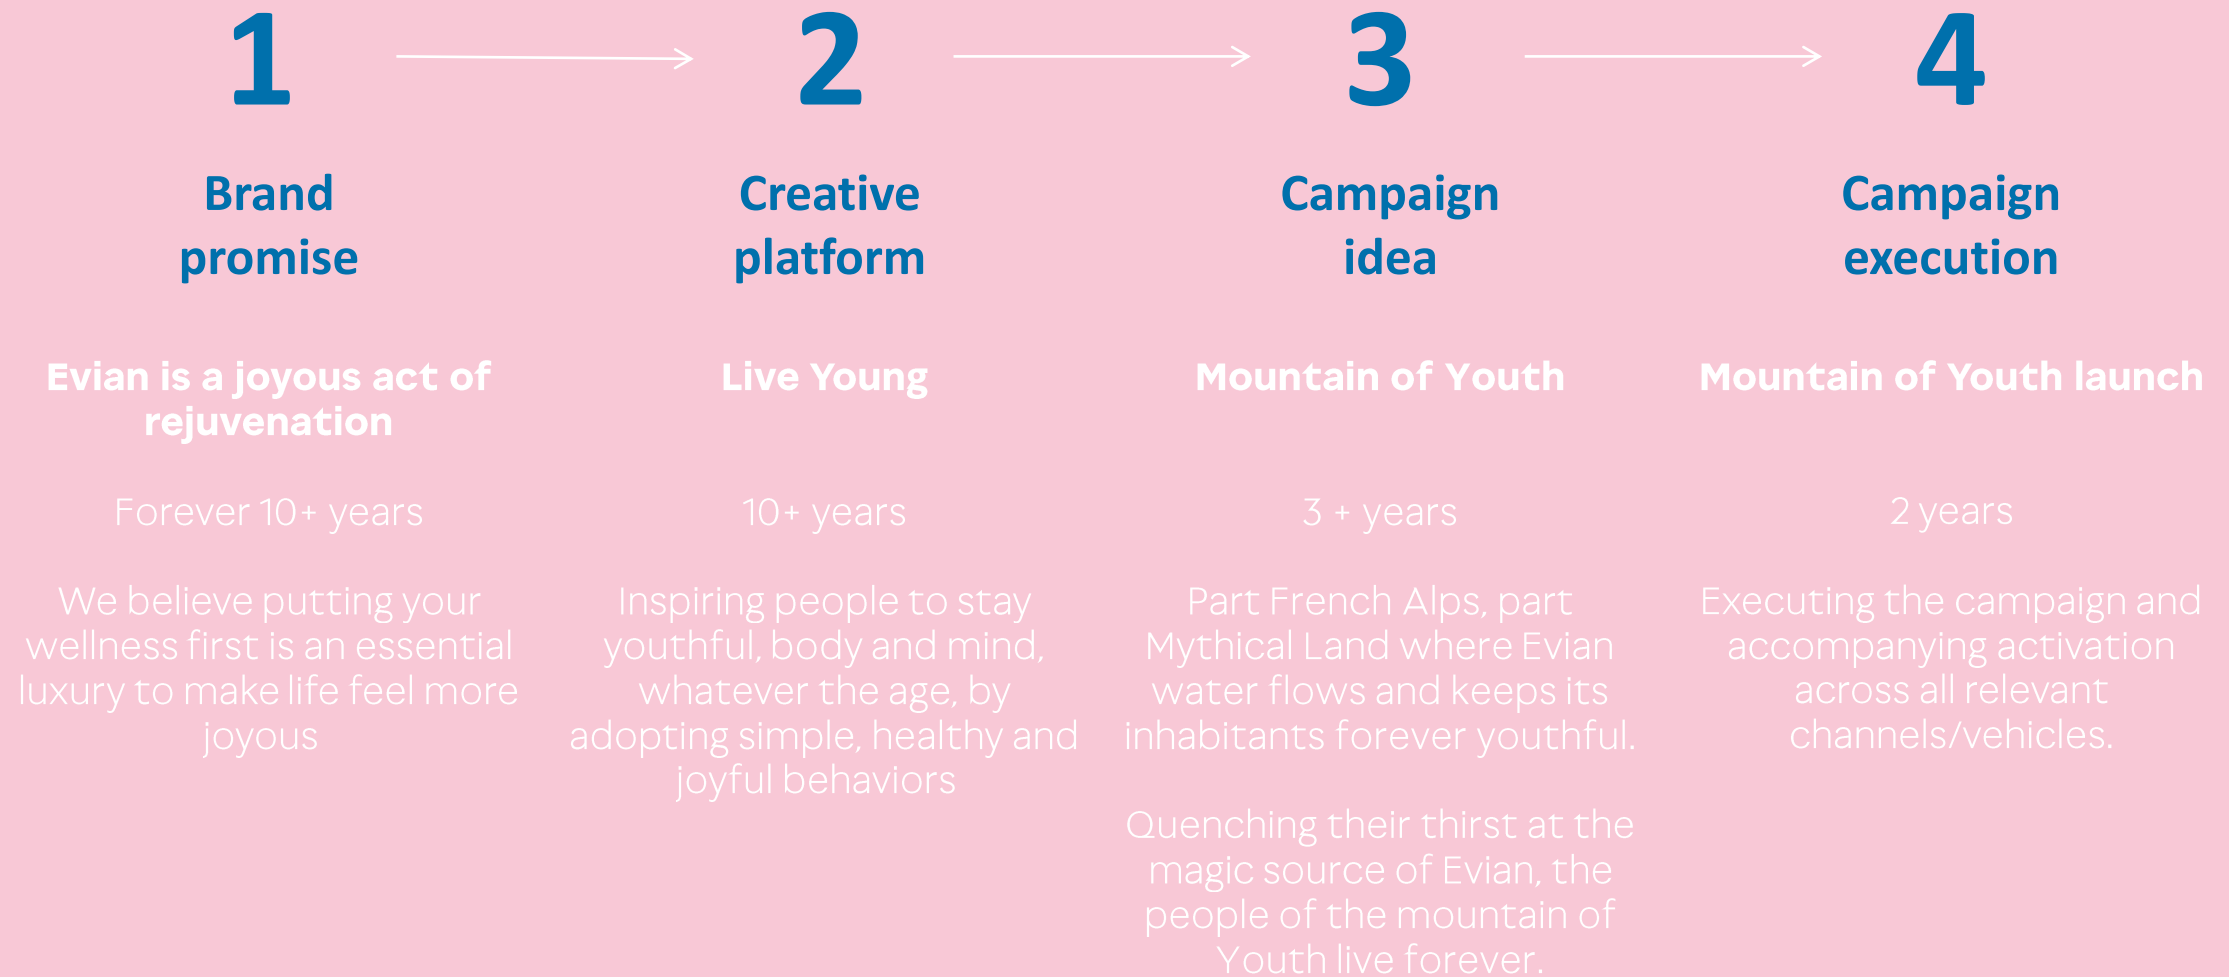 1
2
3
4
Brand
promise
Creative
platform
Campaign
idea
Campaign
execution
Evian is a joyous act of
rejuvenation
Live Young
Mountain of Youth
Mountain of Youth launch
Forever 10+ years
10+ years
3 + years
2 years
We believe putting your
wellness first is an essential
luxury to make life feel more
joyous
Inspiring people to stay
youthful, body and mind,
whatever the age, by
adopting simple, healthy and
joyful behaviors
Part French Alps, part
Mythical Land where Evian
water flows and keeps its
inhabitants forever youthful.
Quenching their thirst at the
magic source of Evian, the
people of the mountain of
Youth live forever.
Executing the campaign and
accompanying activation
across all relevant
channels/vehicles.